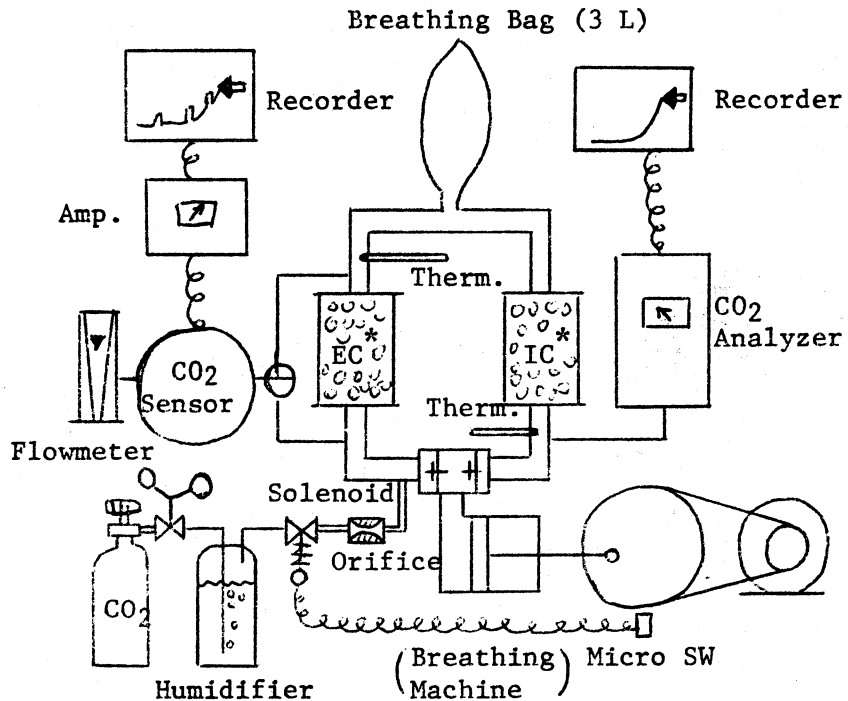 Breathing Bag (3 L)
Recorder
Recorder
Amp.
Therm.
CO2
Analyzer
EC*
IC*
CO2
Sensor
Therm.
Flowmeter
Solenoid
Orifice
CO2
(Breathing
Machine)
Micro SW
Humidifier